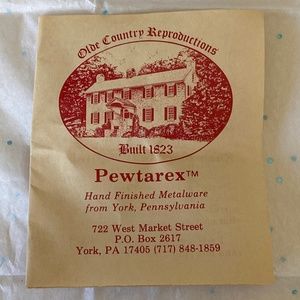 Olde Country Reproductions
Built 1823
Pewtarex™
Hand Finished Metalware
from York, Pennsylvania
722 West Market Street
P.O. Box 2617
York, PA 17405 (717) 848-1859